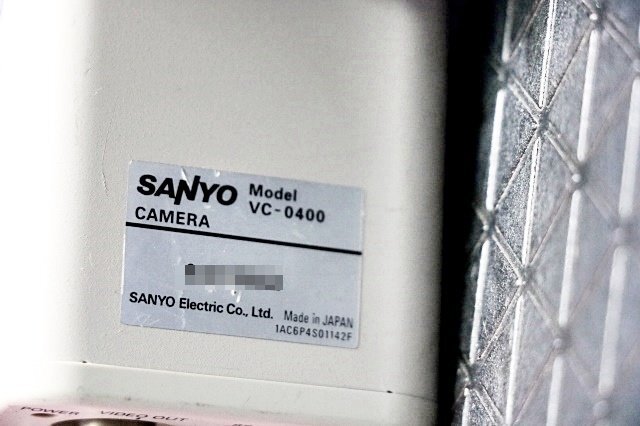 SANYO Model
VC-0400
CAMERA
SANYO Electric Co., Ltd. Made in JAPAN
1AC6P4S01142F
POWER VIDEO OUT